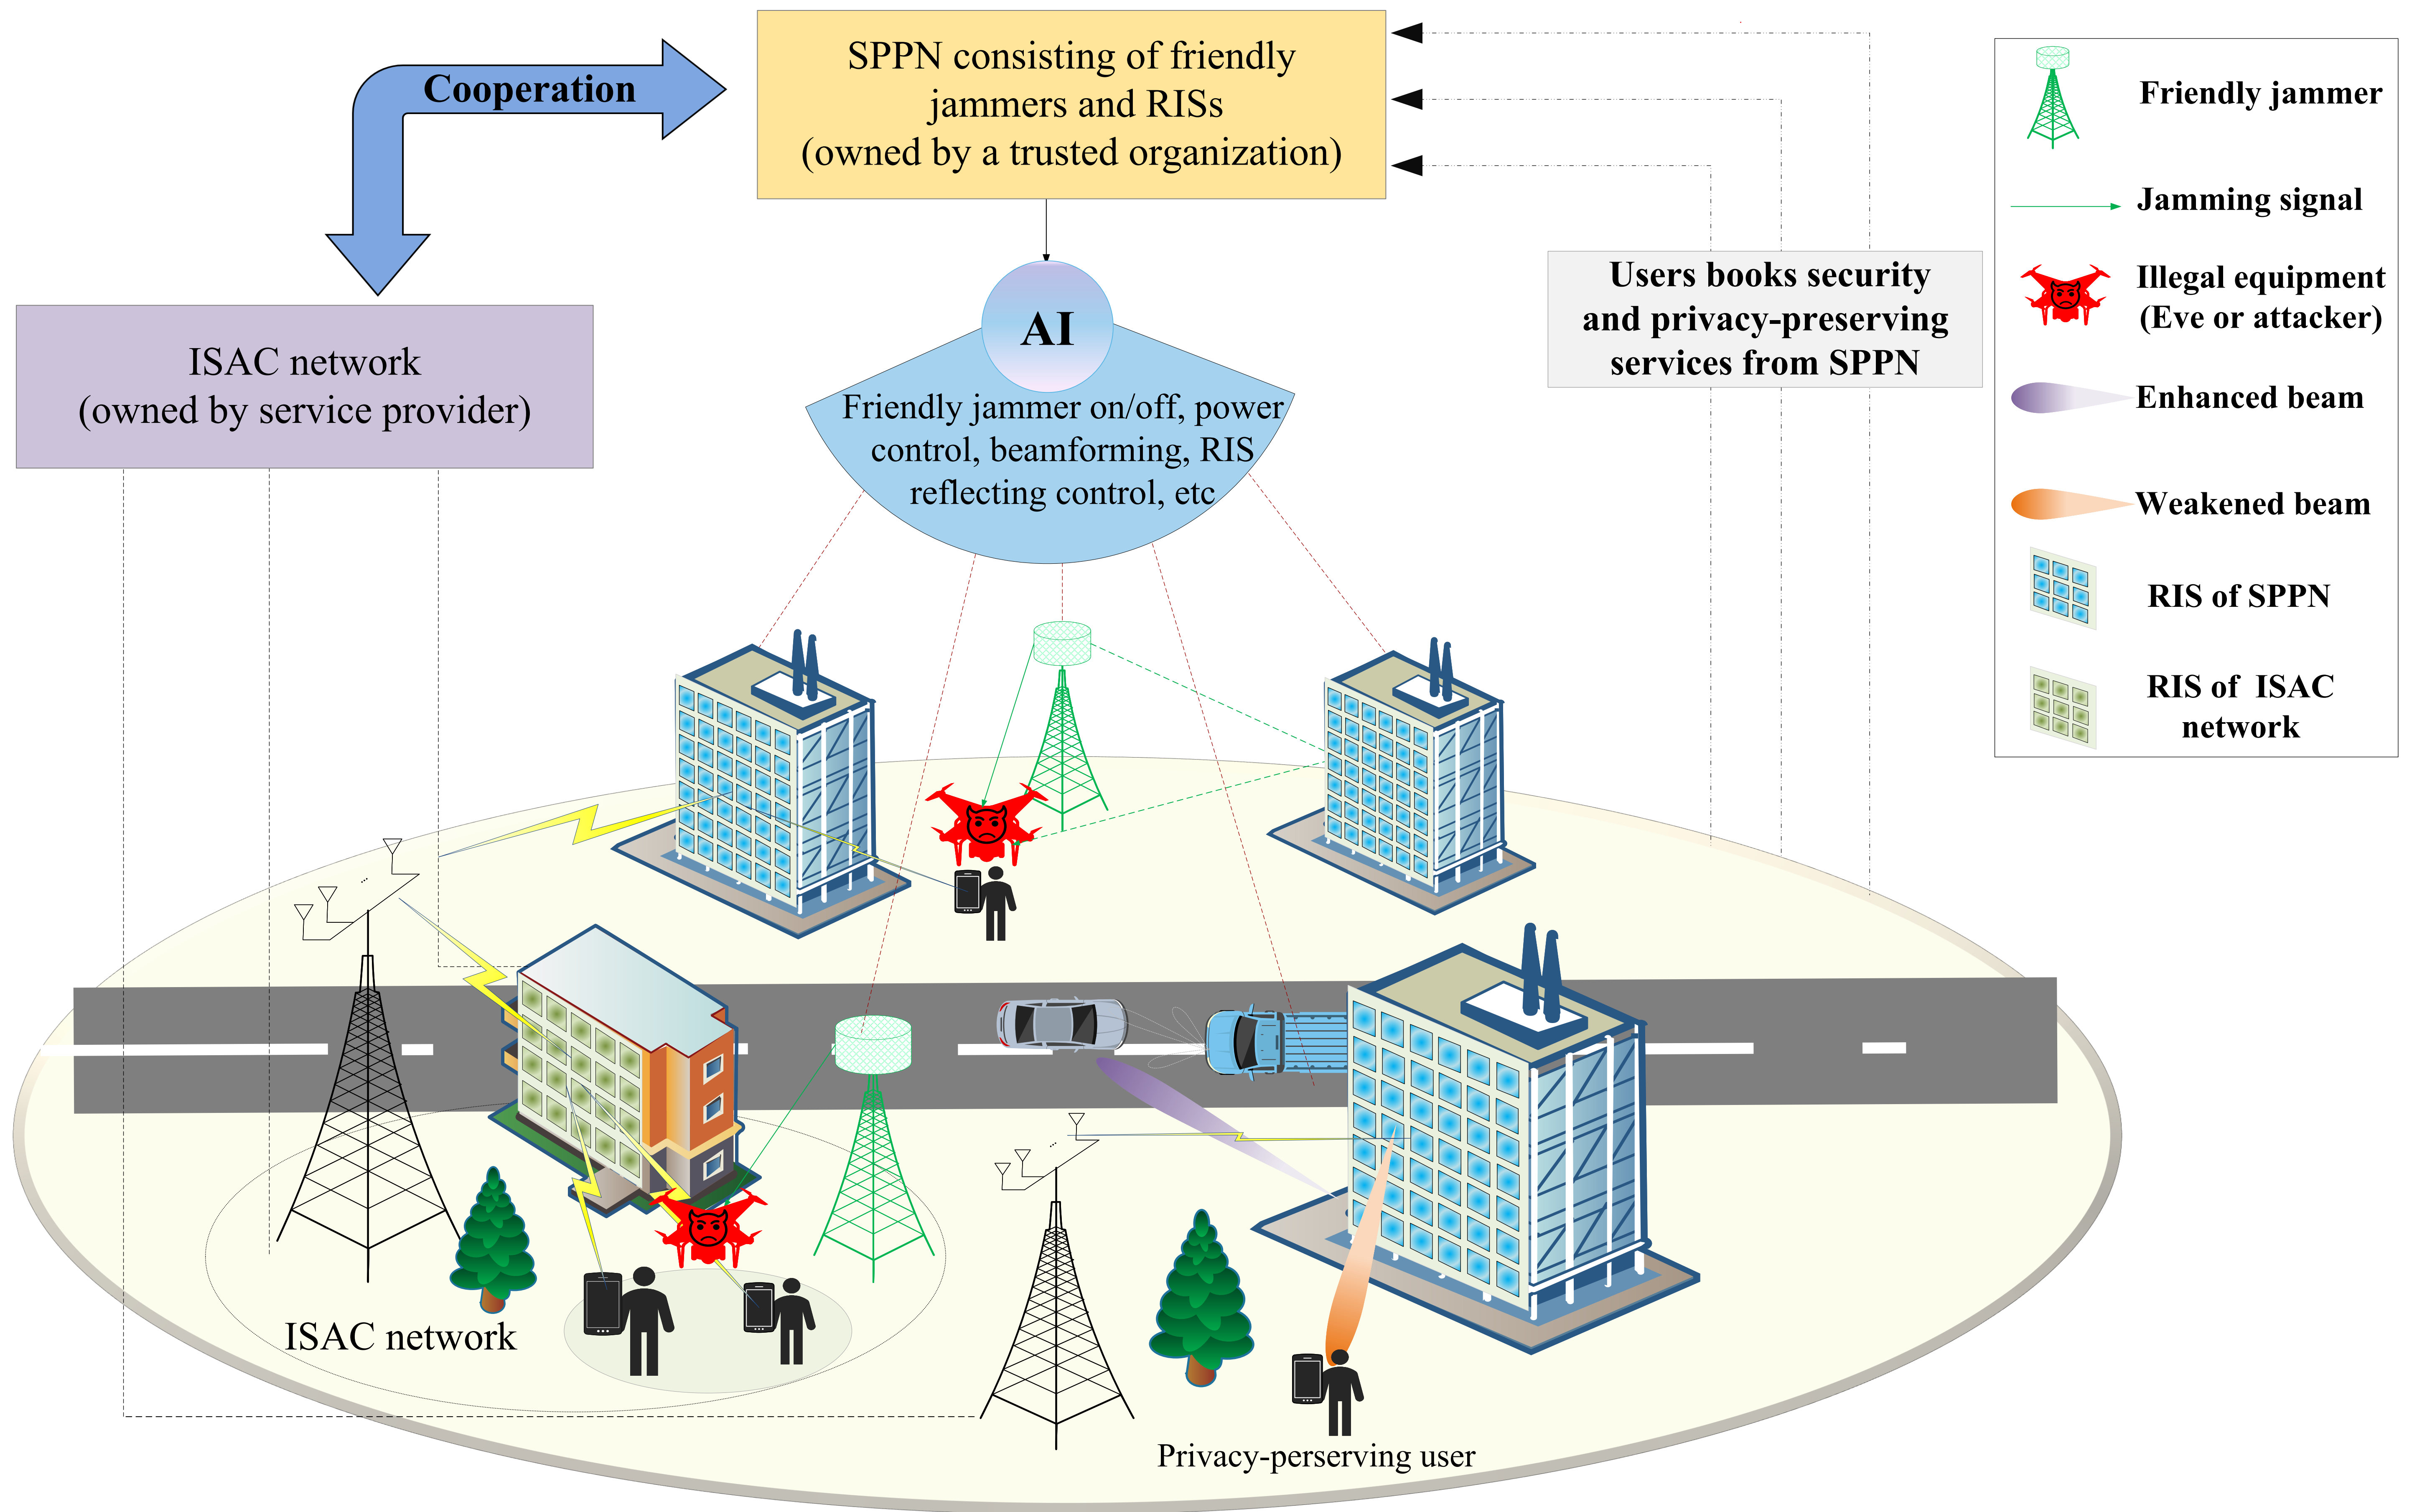 Cooperation
SPPN consisting of friendly
jammers and RISs
(owned by a trusted organization)
ISAC network
(owned by service provider)
AI
Friendly jammer on/off, power
control, beamforming, RIS
reflecting control, etc
Users books security
and privacy-preserving
services from SPPN
Friendly jammer
Jamming signal
Illegal equipment
(Eve or attacker)
Enhanced beam
Weakened beam
RIS of SPPN
RIS of ISAC
network
ISAC network
Privacy-perserving user